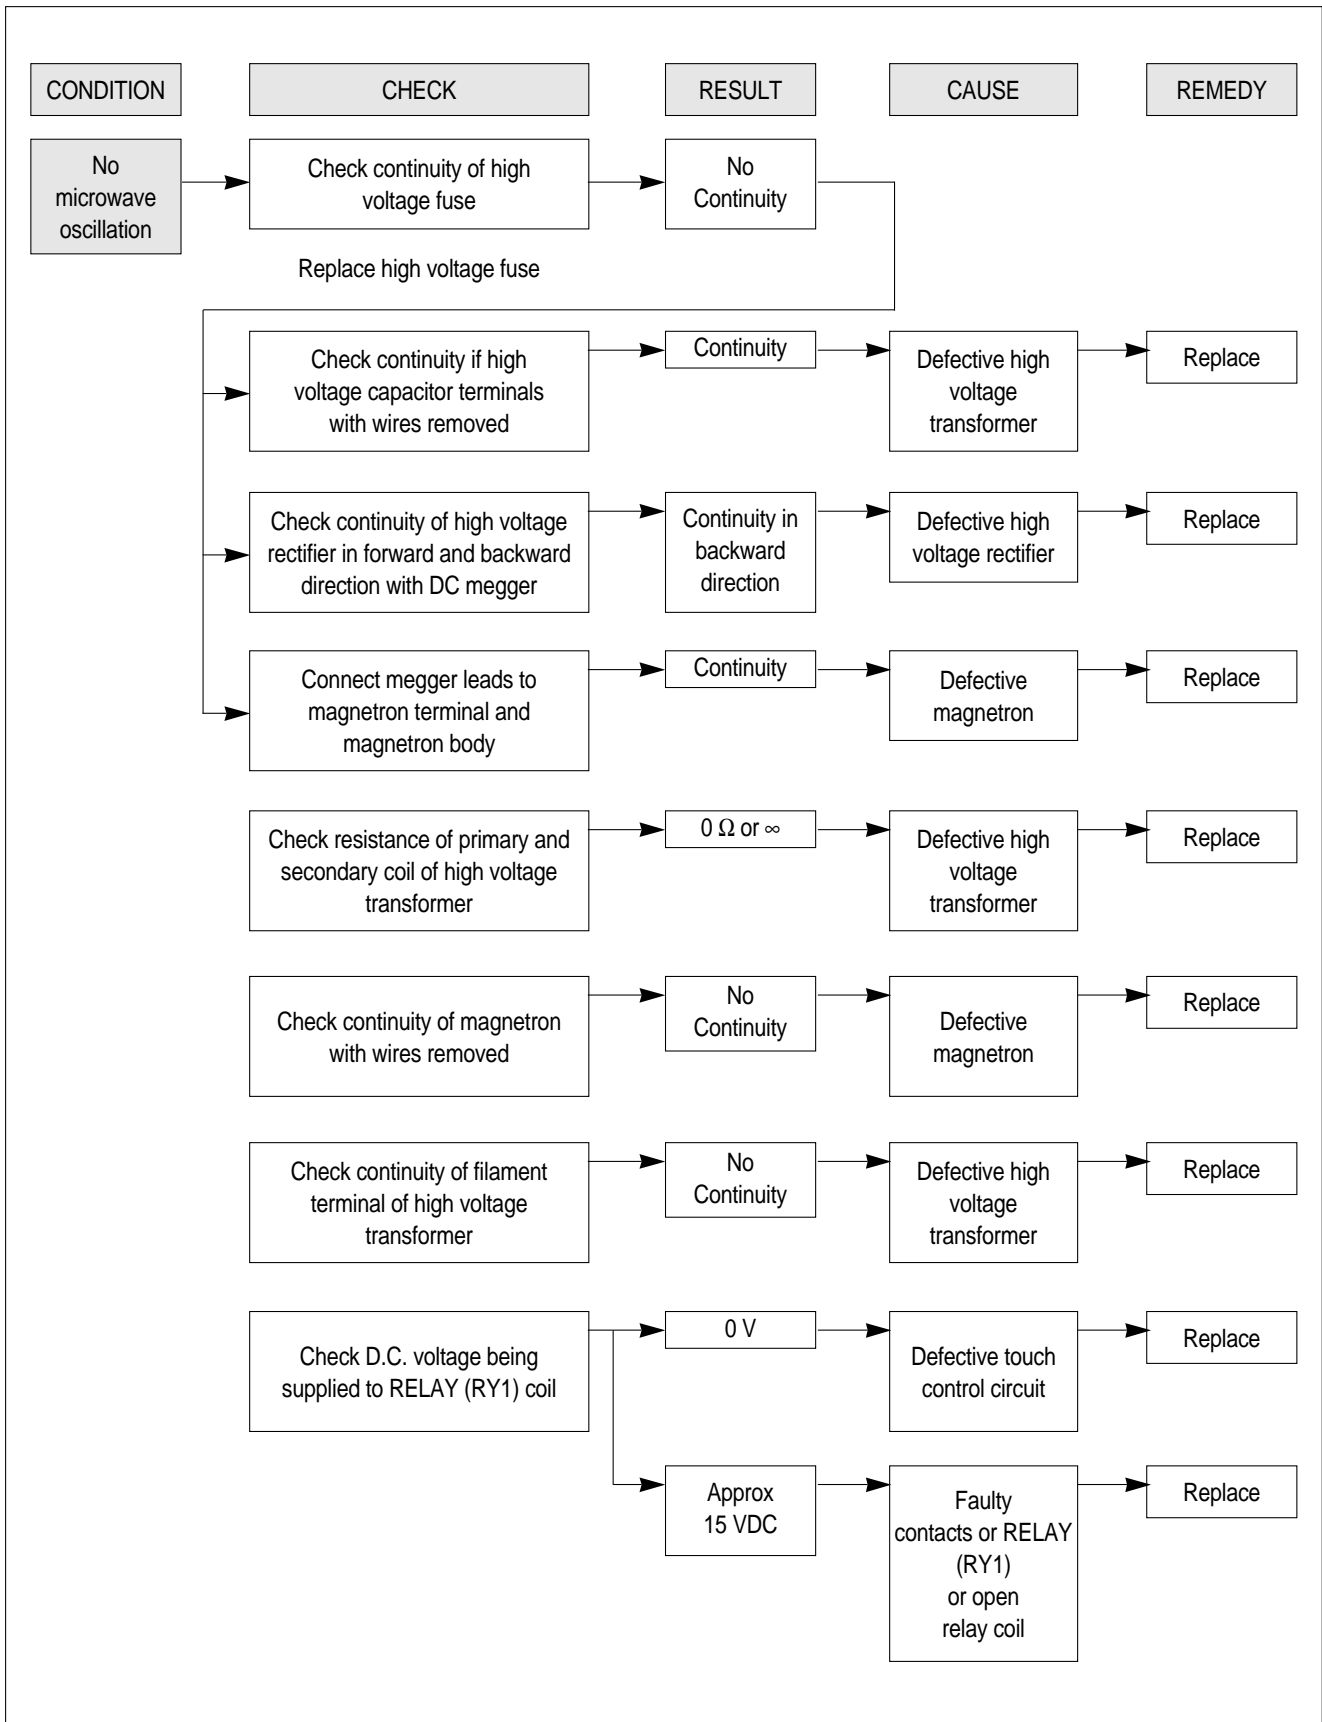 CONDITION
CHECK
RESULT
CAUSE
REMEDY
No
microwave
oscillation
Check continuity of high
voltage fuse
No
Continuity
Replace high voltage fuse
Check continuity if high
voltage capacitor terminals
with wires removed
Continuity
Defective high
voltage
transformer
Replace
Check continuity of high voltage
rectifier in forward and backward
direction with DC megger
Continuity in
backward
direction
Defective high
voltage rectifier
Replace
Connect megger leads to
magnetron terminal and
magnetron body
Continuity
Defective
magnetron
Replace
Check resistance of primary and
secondary coil of high voltage
transformer
0 Ω or ∞
Defective high
voltage
transformer
Replace
Check continuity of magnetron
with wires removed
No
Continuity
Defective
magnetron
Replace
Check continuity of filament
terminal of high voltage
transformer
No
Continuity
Defective high
voltage
transformer
Replace
Check D.C. voltage being
supplied to RELAY (RY1) coil
0 V
Defective touch
control circuit
Replace
Approx
15 VDC
Faulty
contacts or RELAY
(RY1)
or open
relay coil
Replace